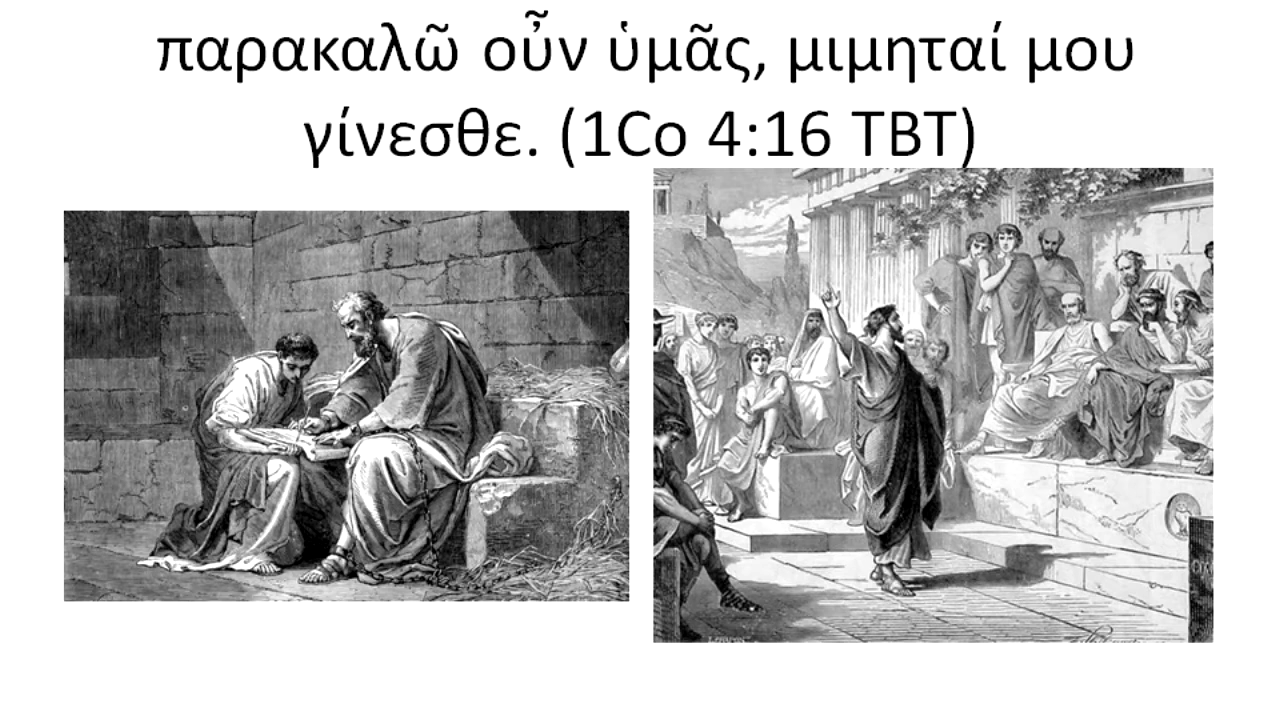 παρακαλῶ οὖν ὑμᾶς, μιμηταί μου
γίνεσθε. (1Co 4:16 TBT)